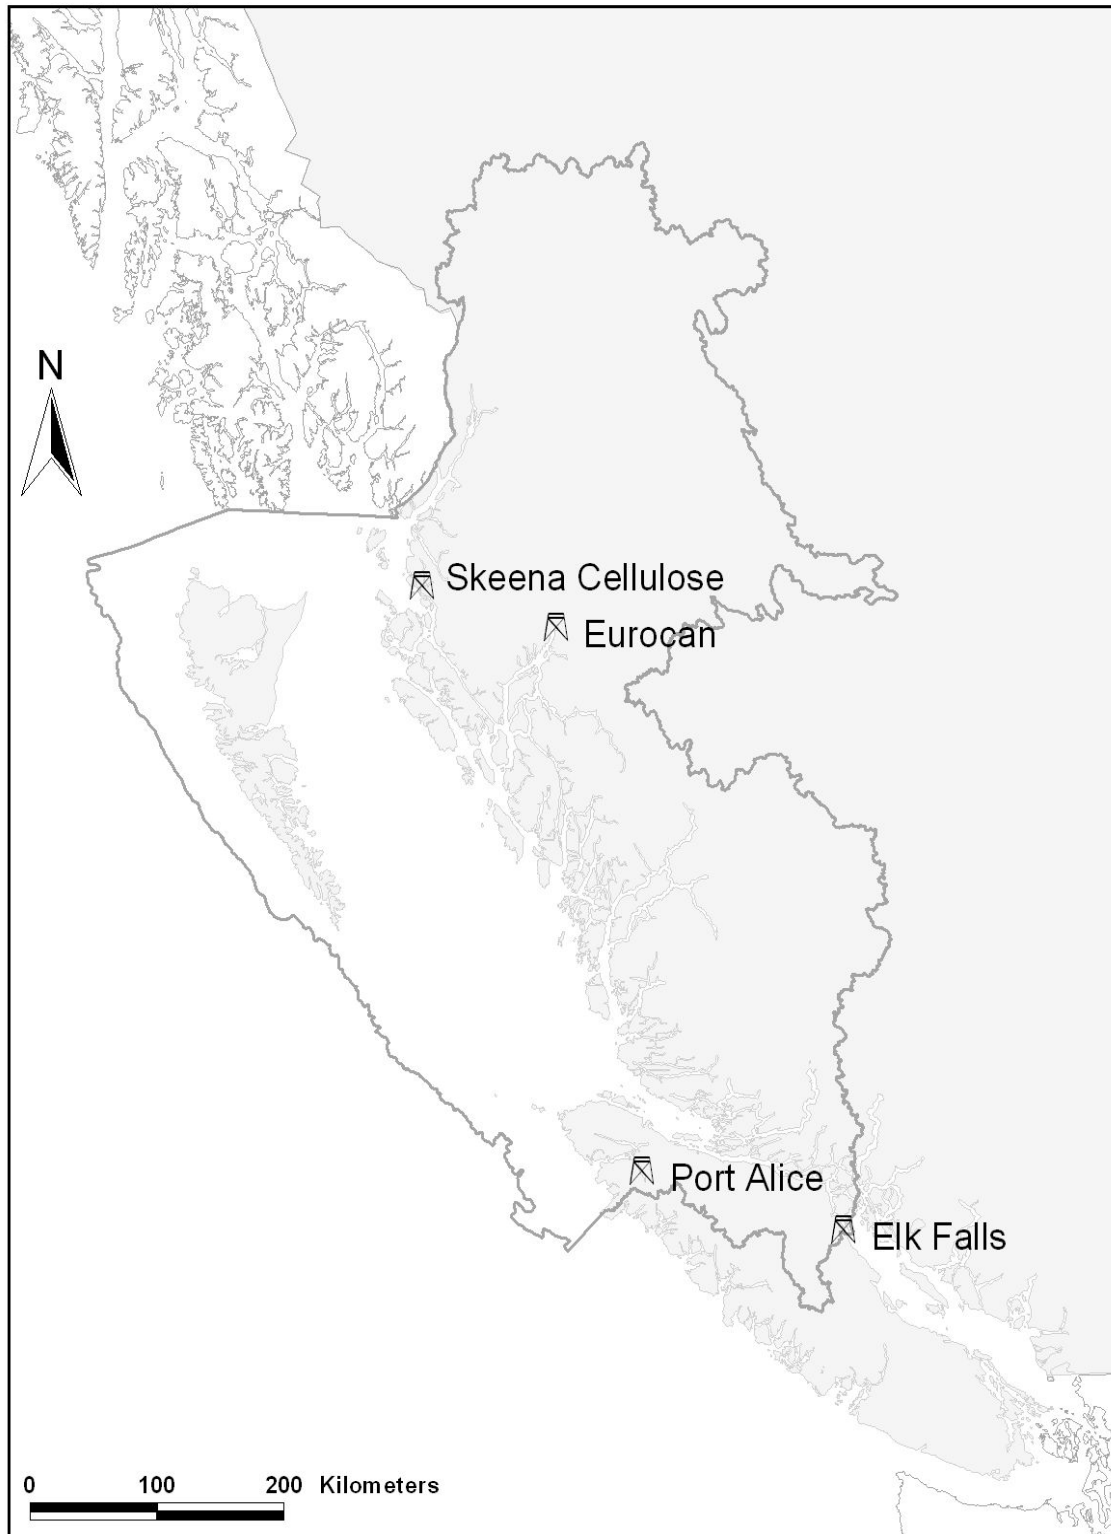 N
Skeena Cellulose
Eurocan
Port Alice
Elk Falls
0 100 200 Kilometers